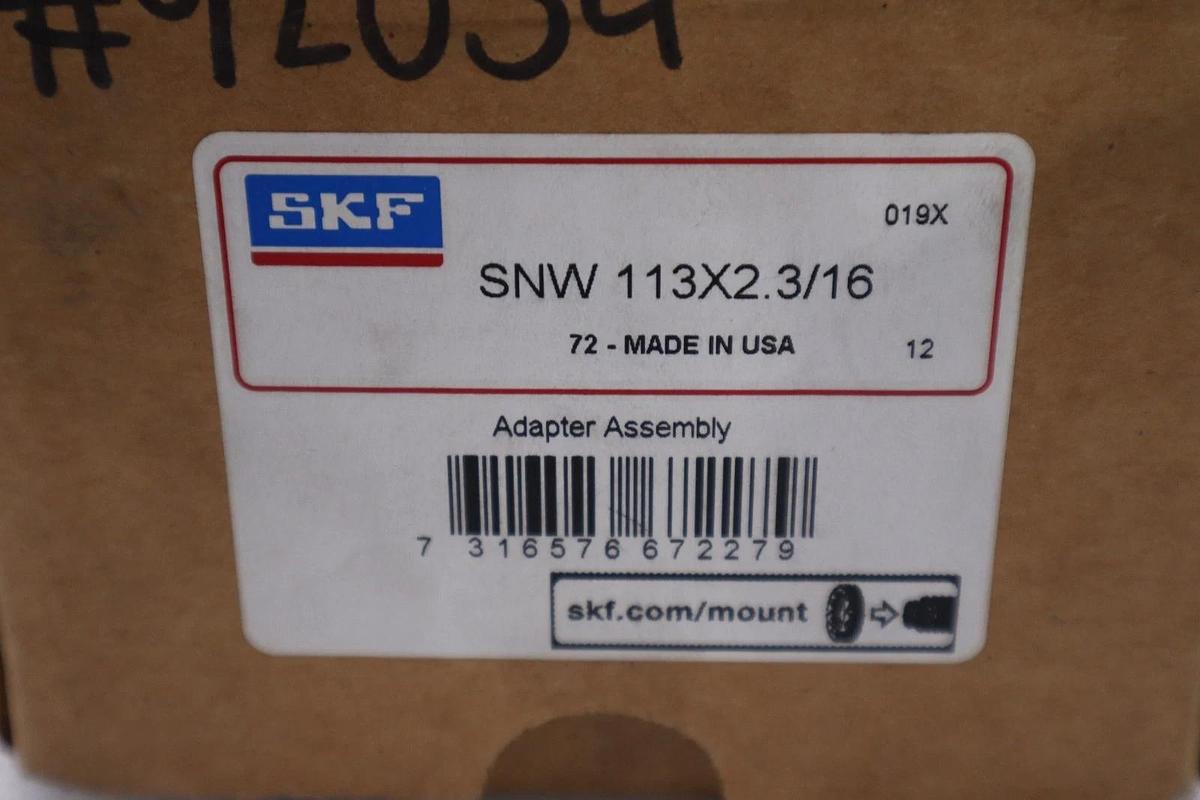 SKF
019X
SNW 113X2.3/16
72 - MADE IN USA
12
Adapter Assembly
7 316576 672279
skf.com/mount